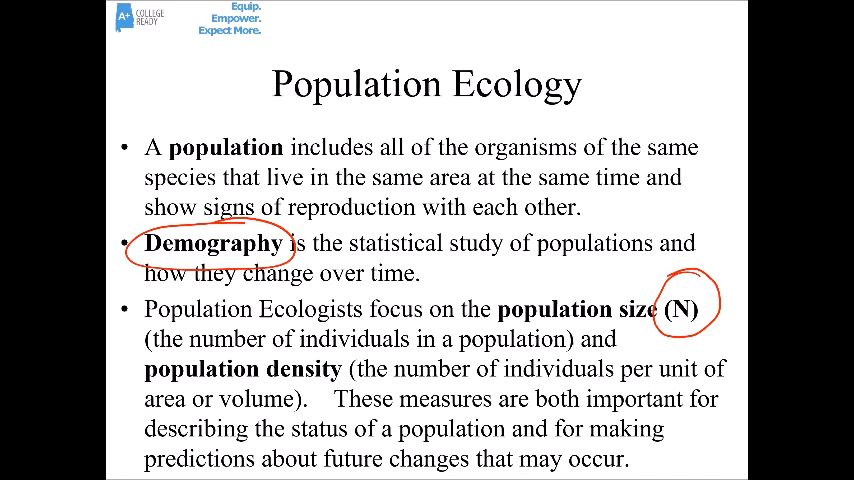 A+ COLLEGE
READY
Equip.
Empower.
Expect More.
Population Ecology
• A population includes all of the organisms of the same
species that live in the same area at the same time and
show signs of reproduction with each other.
• Demography is the statistical study of populations and
how they change over time.
• Population Ecologists focus on the population size (N)
(the number of individuals in a population) and
population density (the number of individuals per unit of
area or volume). These measures are both important for
describing the status of a population and for making
predictions about future changes that may occur.